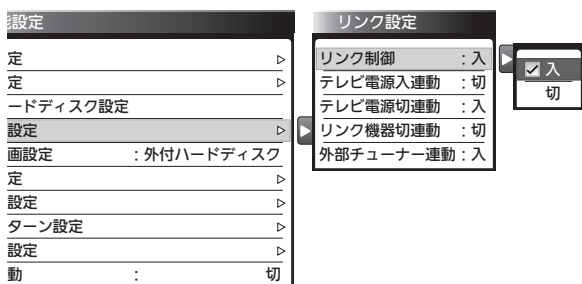 設定
定
定
ードディスク設定
設定
画設定 : 外付ハードディスク
定
設定
ターン設定
設定
動 : 切
リンク設定
リンク制御 : 入
テレビ電源入連動 : 切
テレビ電源切連動 : 入
リンク機器切連動 : 切
外部チューナー連動 : 入
入
切